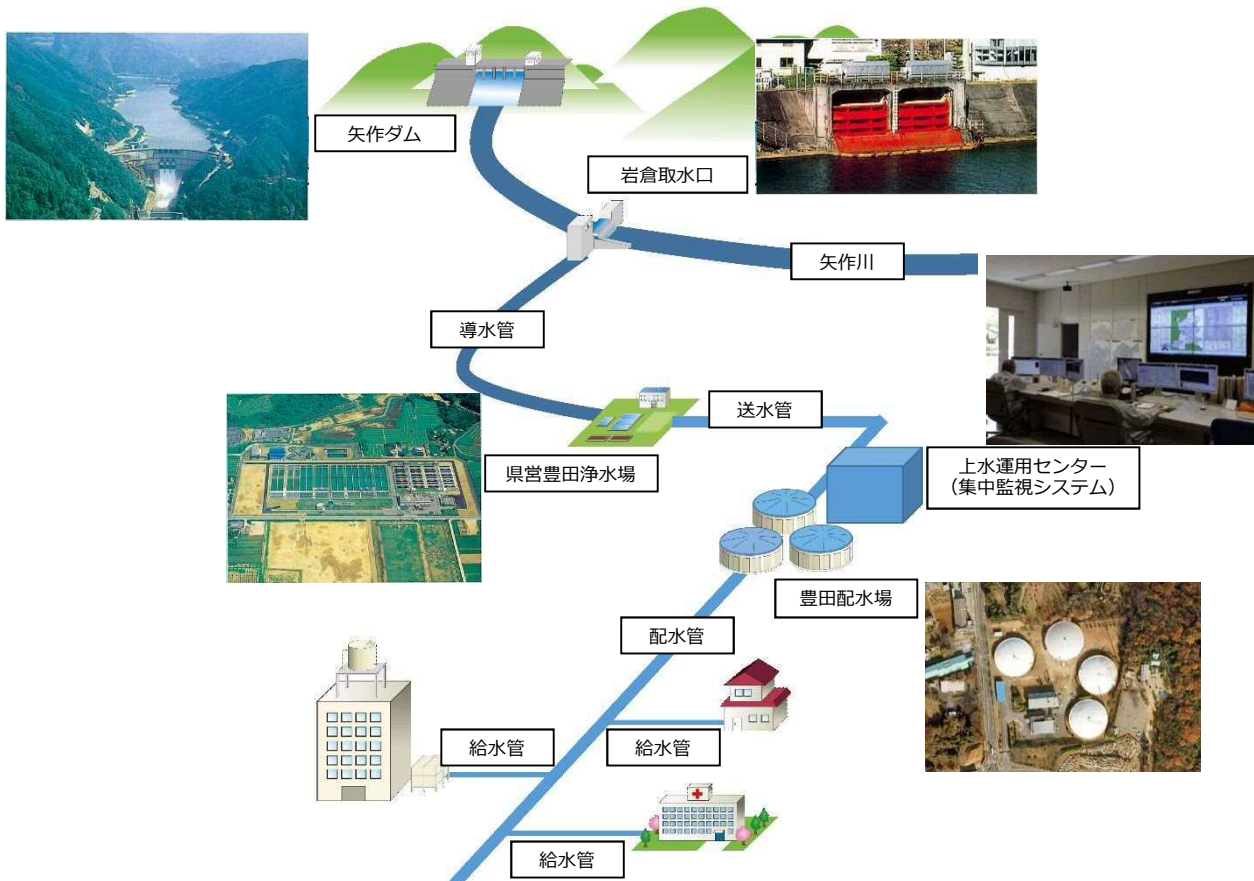 矢作ダム
岩倉取水口
矢作川
導水管
送水管
県営豊田浄水場
上水運用センター
（集中監視システム）
豊田配水場
配水管
給水管
給水管
給水管